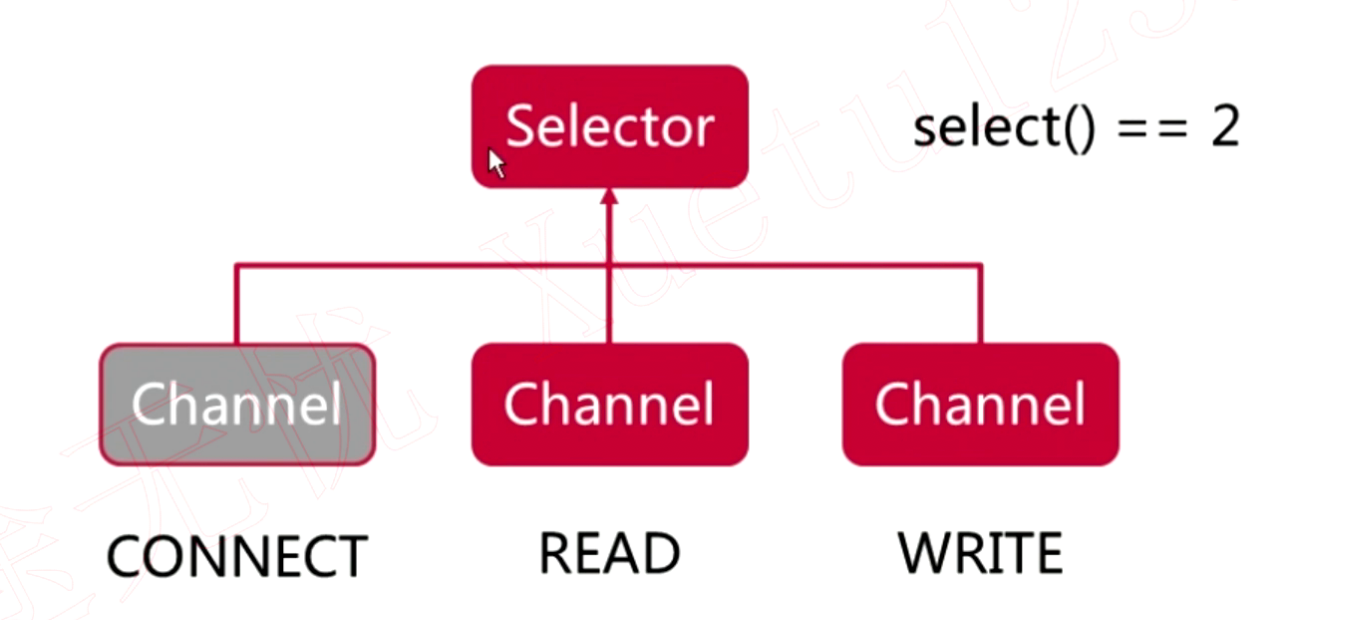 Selector
select() == 2
Channel
Channel
Channel
CONNECT
READ
WRITE